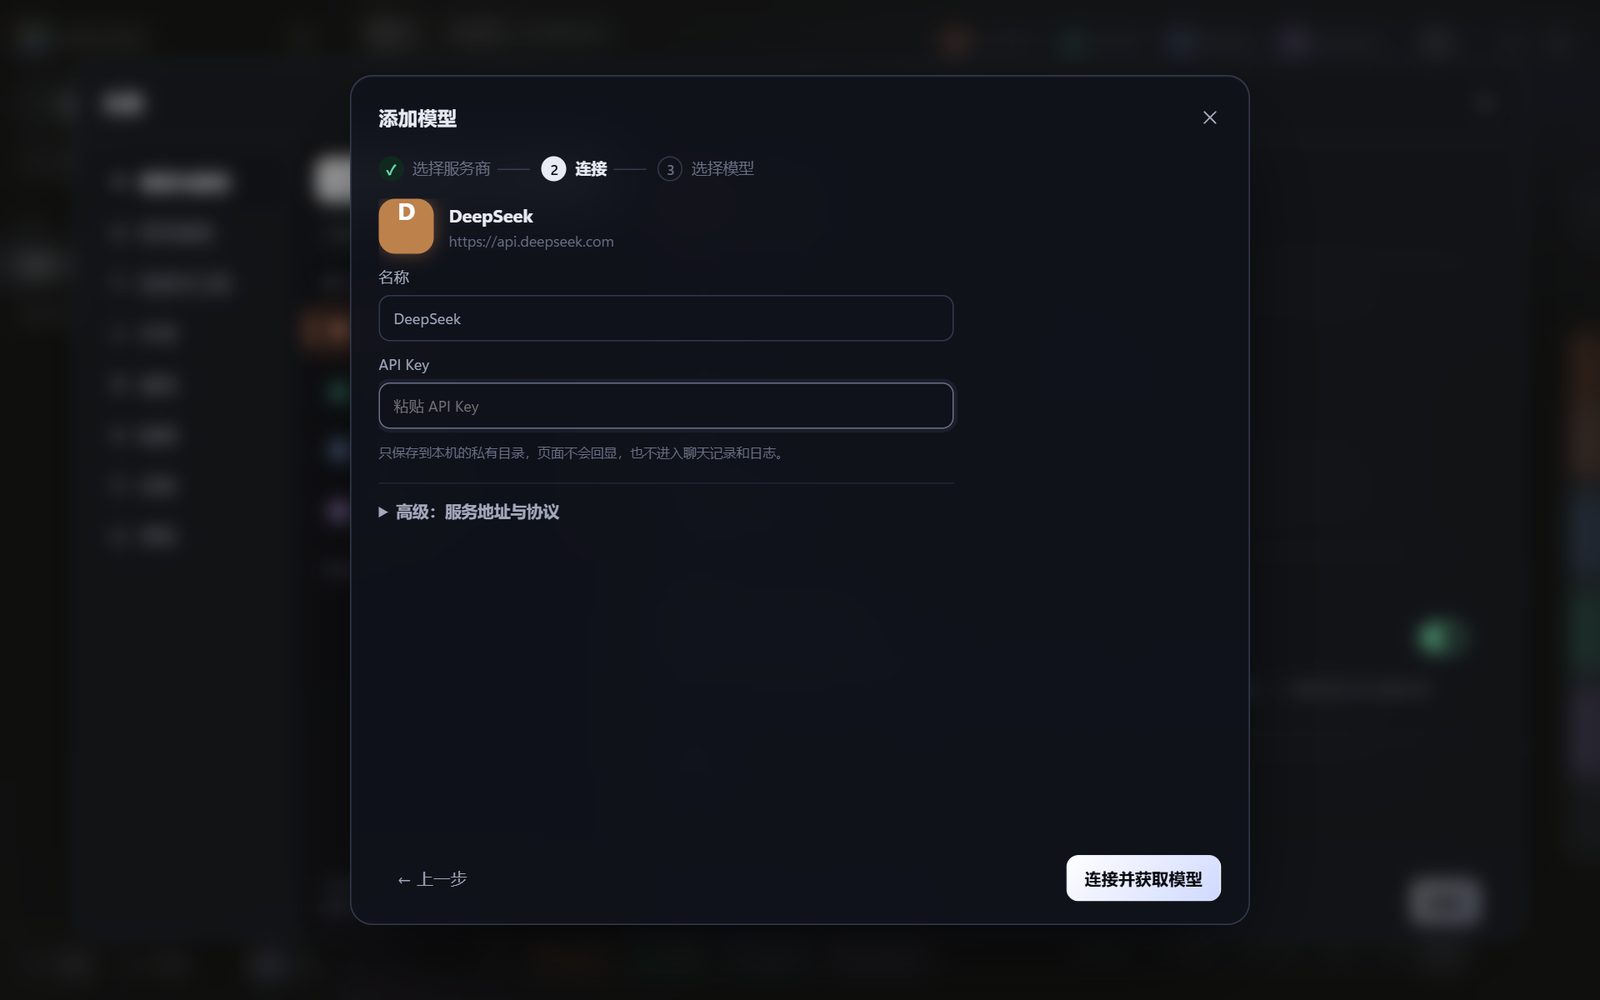 添加模型
✓ 选择服务商
2 连接
3 选择模型
D
DeepSeek
https://api.deepseek.com
名称
DeepSeek
API Key
粘贴 API Key
只保存到本机的私有目录，页面不会回显，也不进入聊天记录和日志。
▶ 高级：服务地址与协议
← 上一步
连接并获取模型